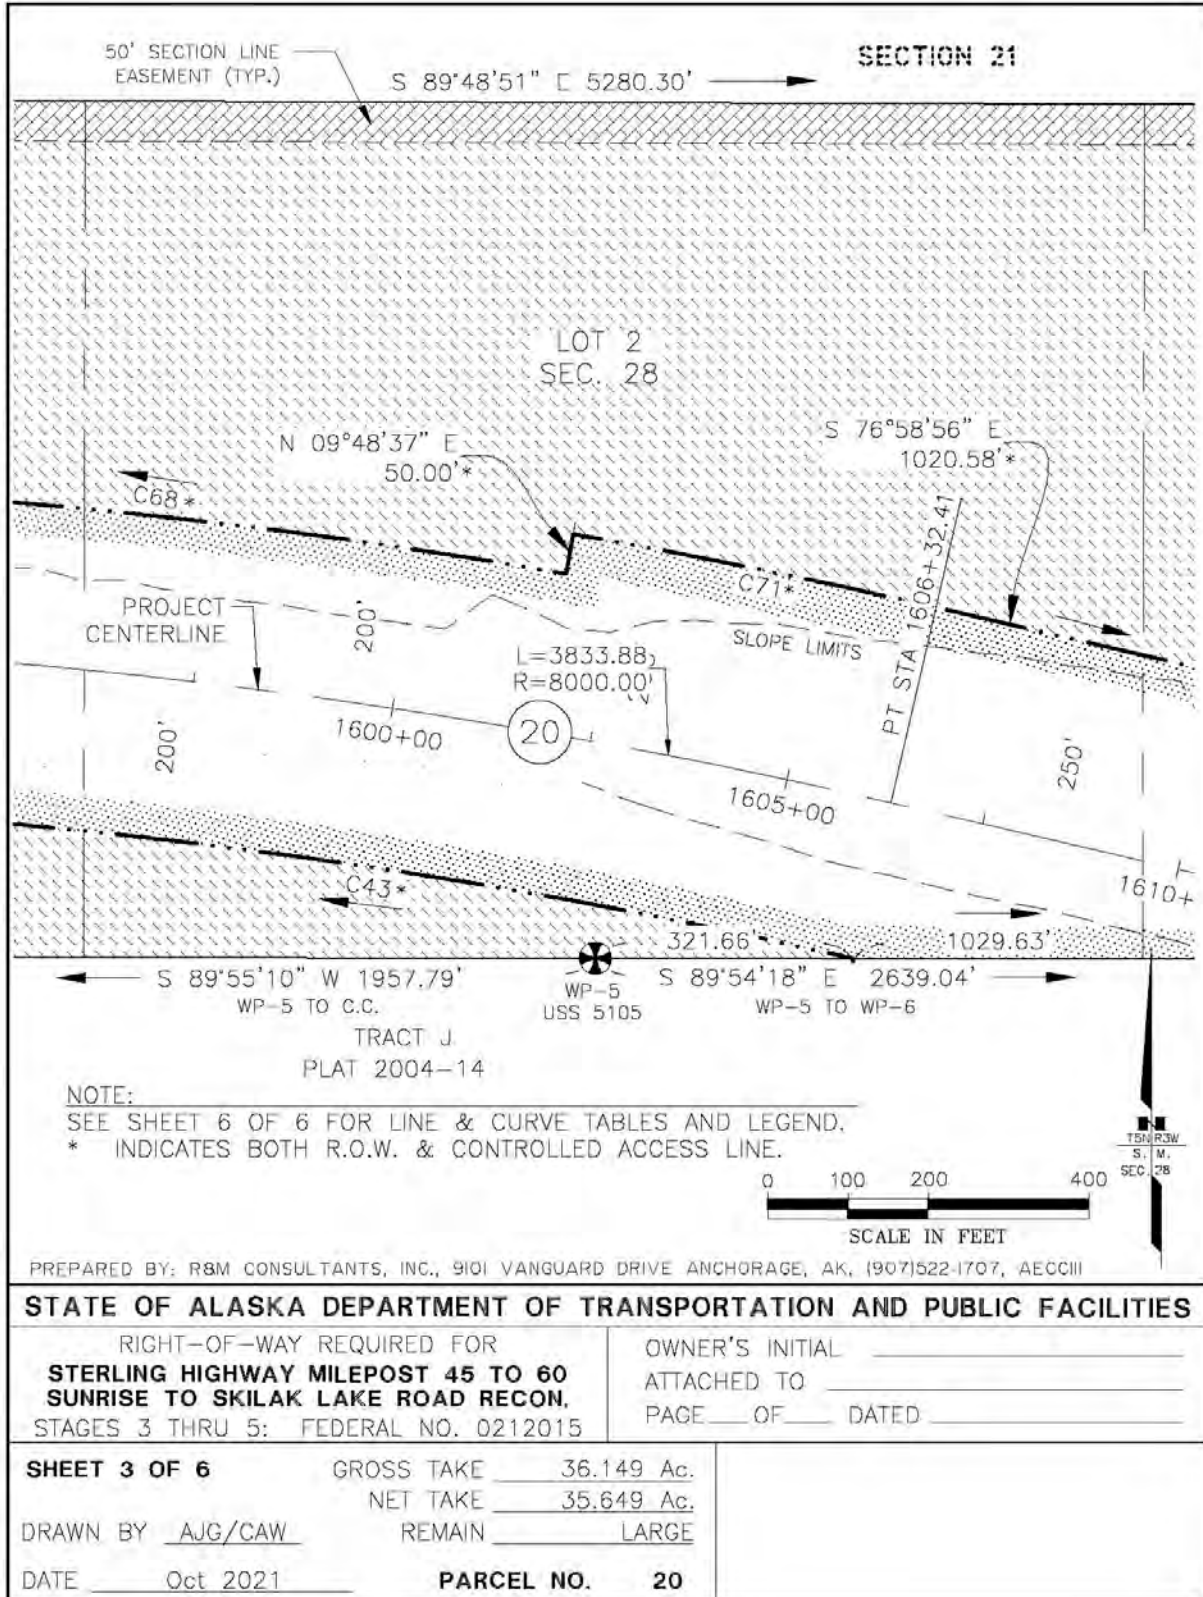 50' SECTION LINE
EASEMENT (TYP.)
SECTION 21
S 89°48'51" E 5280.30'
LOT 2
SEC. 28
N 09°48'37" E
50.00'*
S 76°58'56" E
1020.58'*
C68*
C71*
PT STA 1606+32.41
PROJECT
CENTERLINE
200'
SLOPE LIMITS
L=3833.88'
R=8000.00'
200'
1600+00
20
1605+00
250'
1610+
C43*
321.66'
1029.63'
S 89°55'10" W 1957.79'
WP-5 TO C.C.
WP-5
USS 5105
S 89°54'18" E 2639.04'
WP-5 TO WP-6
TRACT J
PLAT 2004-14
NOTE:
SEE SHEET 6 OF 6 FOR LINE & CURVE TABLES AND LEGEND.
* INDICATES BOTH R.O.W. & CONTROLLED ACCESS LINE.
T5N R3W
S. M.
SEC. 28
0 100 200 400
SCALE IN FEET
PREPARED BY: R&M CONSULTANTS, INC., 9101 VANGUARD DRIVE ANCHORAGE, AK, (907)522-1707, AECC111
STATE OF ALASKA DEPARTMENT OF TRANSPORTATION AND PUBLIC FACILITIES
RIGHT-OF-WAY REQUIRED FOR
STERLING HIGHWAY MILEPOST 45 TO 60
SUNRISE TO SKILAK LAKE ROAD RECON.
STAGES 3 THRU 5: FEDERAL NO. 0212015
OWNER'S INITIAL
ATTACHED TO
PAGE OF DATED
SHEET 3 OF 6
GROSS TAKE 36.149 Ac.
NET TAKE 35.649 Ac.
DRAWN BY AJG/CAW
REMAIN LARGE
DATE Oct 2021
PARCEL NO. 20